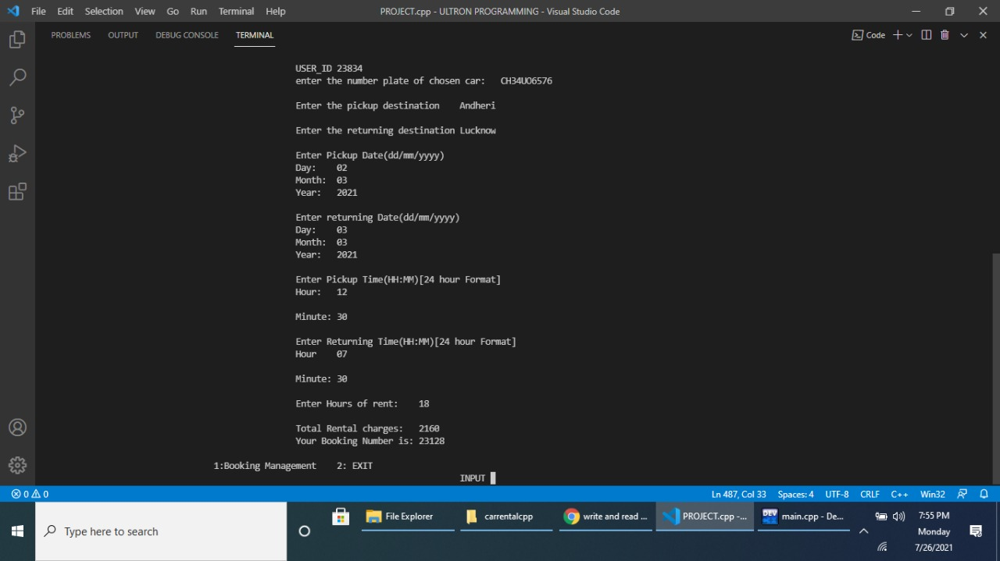 File Edit Selection View Go Run Terminal Help PROJECT.cpp - ULTRON PROGRAMMING - Visual Studio Code
PROBLEMS OUTPUT DEBUG CONSOLE TERMINAL Code
USER_ID 23834
enter the number plate of chosen car: CH34UO6576
Enter the pickup destination Andheri
Enter the returning destination Lucknow
Enter Pickup Date(dd/mm/yyyy)
Day: 02
Month: 03
Year: 2021
Enter returning Date(dd/mm/yyyy)
Day: 03
Month: 03
Year: 2021
Enter Pickup Time(HH:MM)[24 hour Format]
Hour: 12
Minute: 30
Enter Returning Time(HH:MM)[24 hour Format]
Hour 07
Minute: 30
Enter Hours of rent: 18
Total Rental charges: 2160
Your Booking Number is: 23128
1:Booking Management 2: EXIT
INPUT
0 0 Ln 487, Col 33 Spaces: 4 UTF-8 CRLF C++ Win32
Type here to search File Explorer carrentalcpp write and read ... PROJECT.cpp -... DEV main.cpp - De... 7:55 PM
Monday
7/26/2021